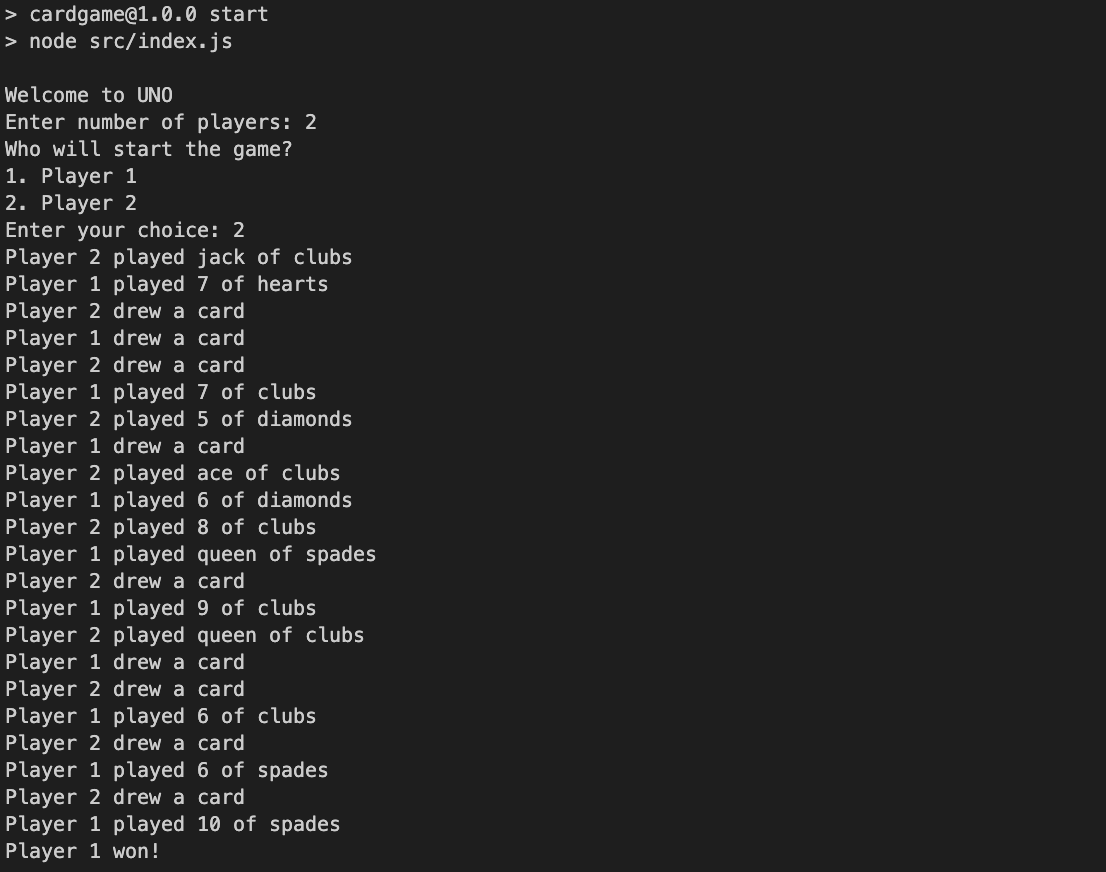 > cardgame@1.0.0 start
> node src/index.js
Welcome to UNO
Enter number of players: 2
Who will start the game?
1. Player 1
2. Player 2
Enter your choice: 2
Player 2 played jack of clubs
Player 1 played 7 of hearts
Player 2 drew a card
Player 1 drew a card
Player 2 drew a card
Player 1 played 7 of clubs
Player 2 played 5 of diamonds
Player 1 drew a card
Player 2 played ace of clubs
Player 1 played 6 of diamonds
Player 2 played 8 of clubs
Player 1 played queen of spades
Player 2 drew a card
Player 1 played 9 of clubs
Player 2 played queen of clubs
Player 1 drew a card
Player 2 drew a card
Player 1 played 6 of clubs
Player 2 drew a card
Player 1 played 6 of spades
Player 2 drew a card
Player 1 played 10 of spades
Player 1 won!